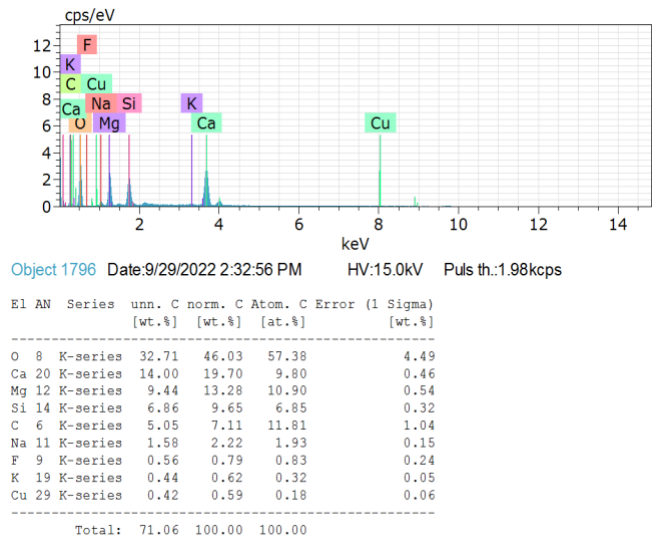 cps/eV
12
10
8
6
4
2
0
F
K
C Cu
Ca Na Si K
O Mg Ca Cu
2 4 6 8 10 12 14
keV
Object 1796 Date:9/29/2022 2:32:56 PM HV:15.0kV Puls th.:1.98kcps
El AN Series unn. C norm. C Atom. C Error (1 Sigma)
[wt.%] [wt.%] [at.%] [wt.%]
------------------------------------------------------
O 8 K-series 32.71 46.03 57.38 4.49
Ca 20 K-series 14.00 19.70 9.80 0.46
Mg 12 K-series 9.44 13.28 10.90 0.54
Si 14 K-series 6.86 9.65 6.85 0.32
C 6 K-series 5.05 7.11 11.81 1.04
Na 11 K-series 1.58 2.22 1.93 0.15
F 9 K-series 0.56 0.79 0.83 0.24
K 19 K-series 0.44 0.62 0.32 0.05
Cu 29 K-series 0.42 0.59 0.18 0.06
------------------------------------------------------
Total: 71.06 100.00 100.00